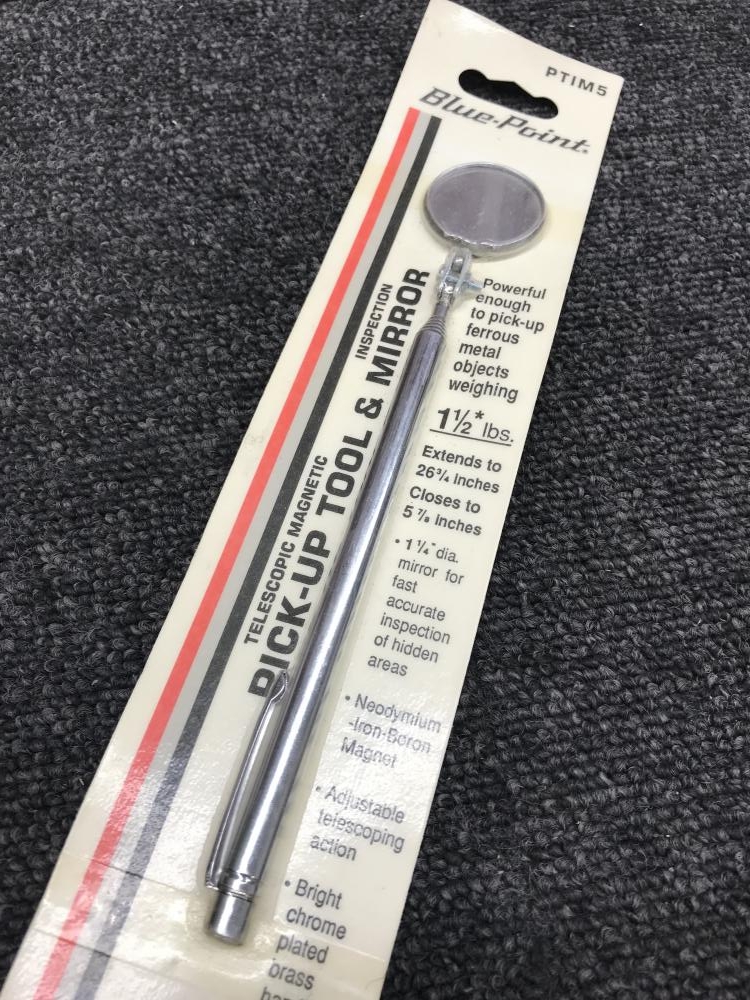 PTIM5
Blue-Point®
TELESCOPIC MAGNETIC INSPECTION
PICK-UP TOOL & MIRROR
Powerful
enough
to pick-up
ferrous
metal
objects
weighing
1½* lbs.
Extends to
26¾ inches
Closes to
5 ⅞ inches
• 1 ¼" dia.
mirror for
fast
accurate
inspection
of hidden
areas
• Neodymium
-Iron-Boron
Magnet
• Adjustable
telescoping
action
• Bright
chrome
plated
brass